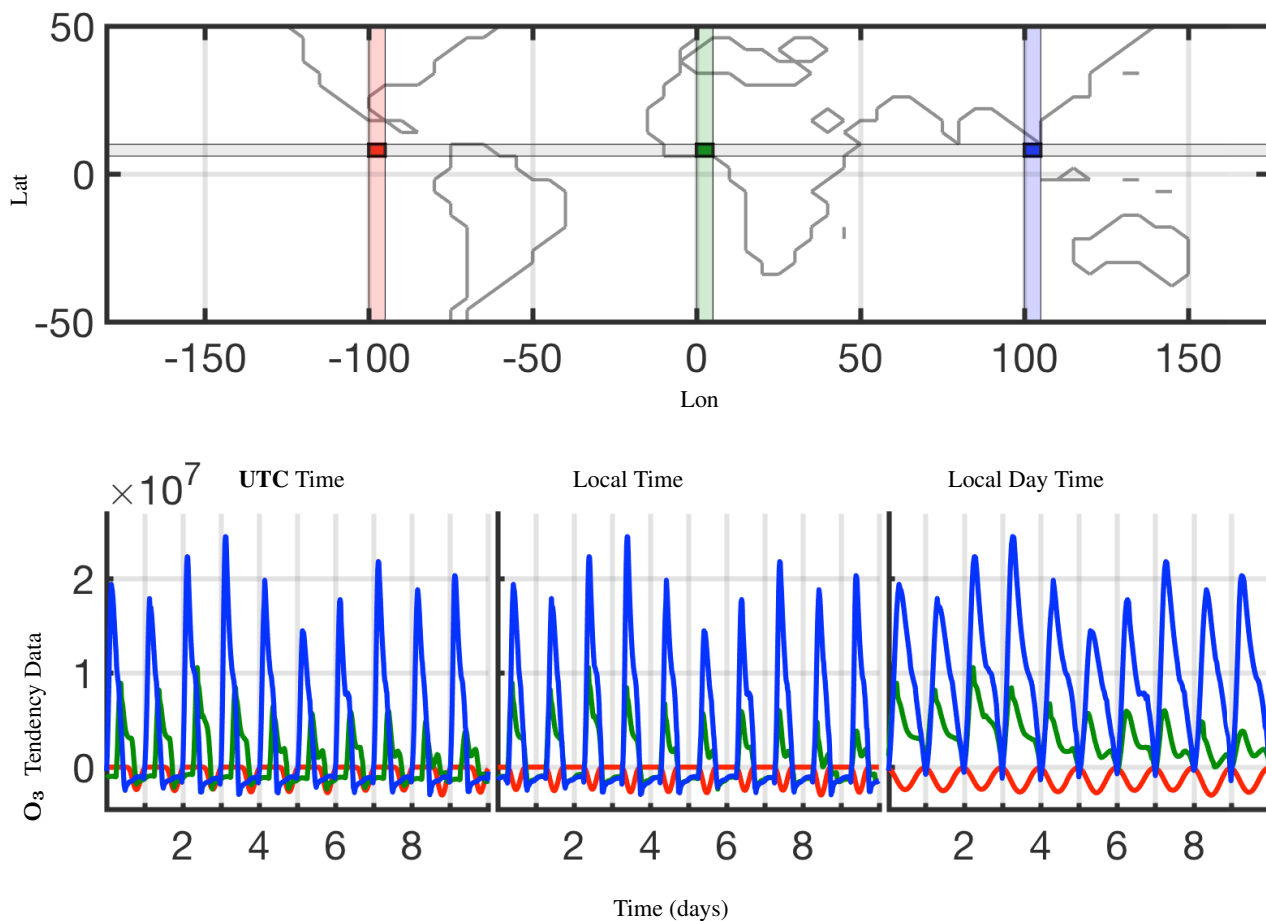 50
0
-50
Lat
-150 -100 -50 0 50 100 150
Lon
×10⁷ UTC Time Local Time Local Day Time
2
1
0
O₃ Tendency Data
2 4 6 8 2 4 6 8 2 4 6 8
Time (days)